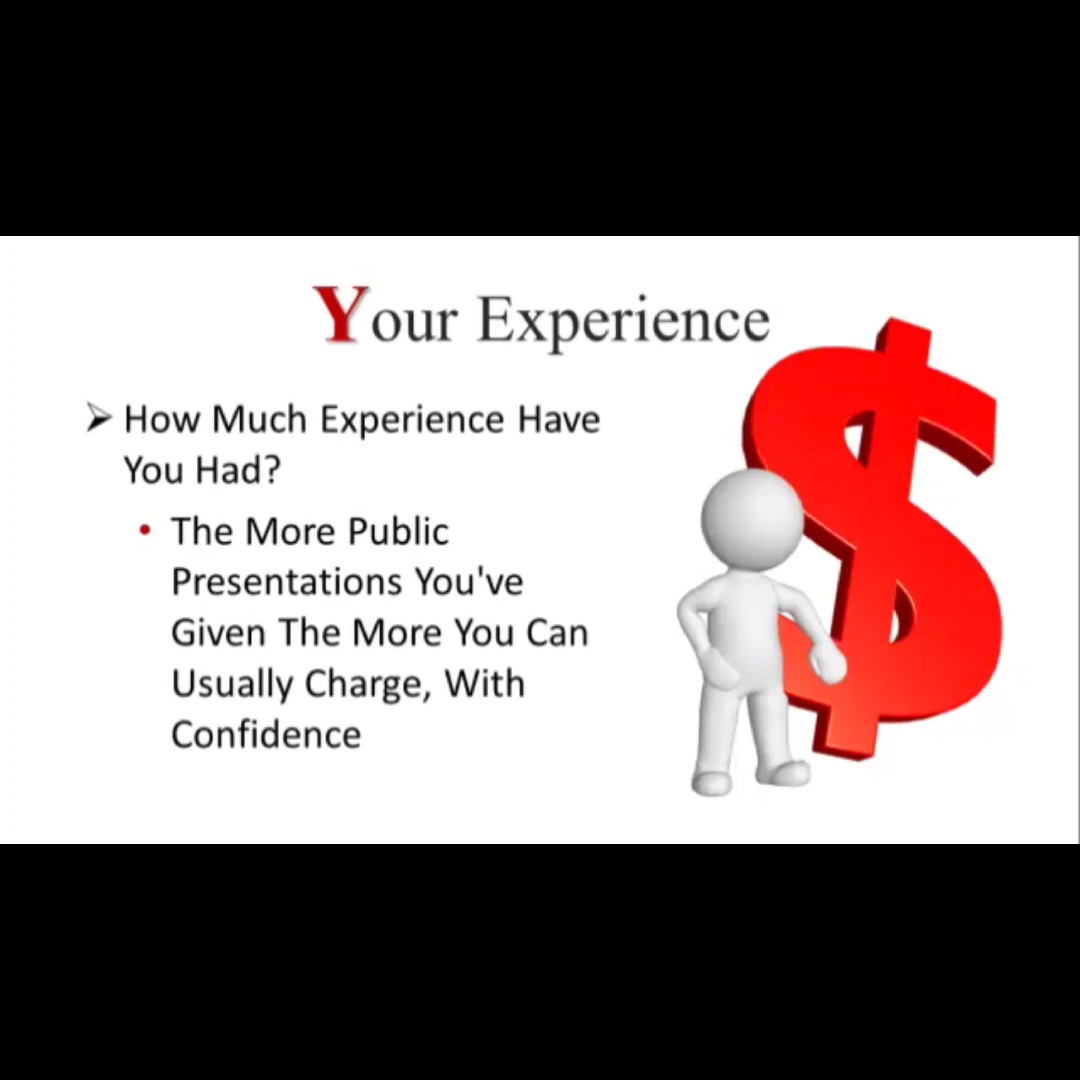 Your Experience
➢ How Much Experience Have
You Had?
• The More Public
Presentations You've
Given The More You Can
Usually Charge, With
Confidence